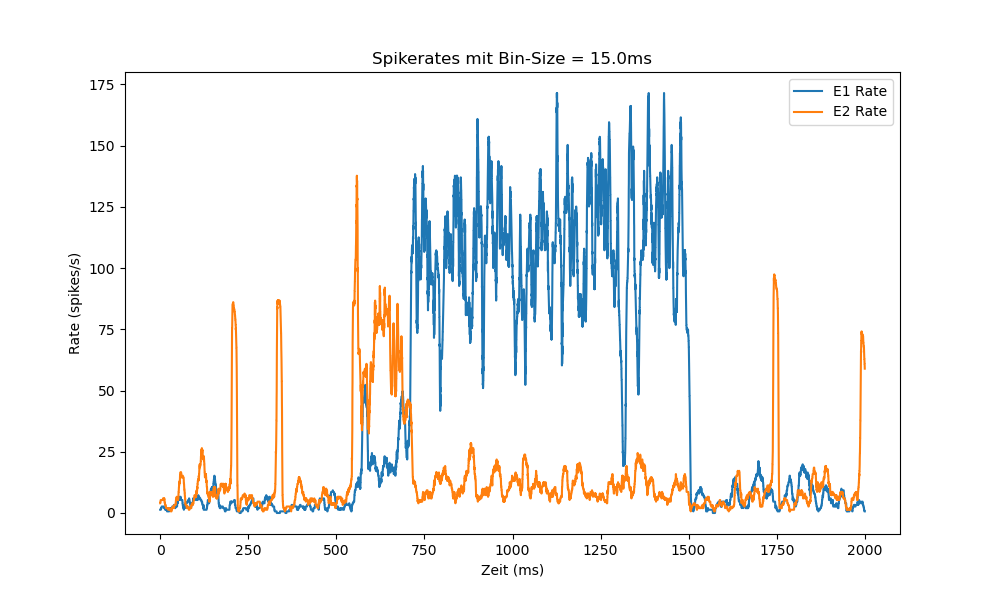 Spikerates mit Bin-Size = 15.0ms
E1 Rate
E2 Rate
Rate (spikes/s)
175
150
125
100
75
50
25
0
0 250 500 750 1000 1250 1500 1750 2000
Zeit (ms)